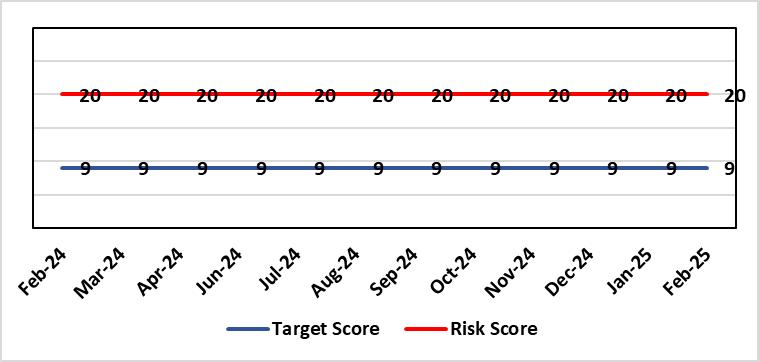 20 20 20 20 20 20 20 20 20 20 20 20
9 9 9 9 9 9 9 9 9 9 9 9
Feb-24 Mar-24 Apr-24 Jun-24 Jul-24 Aug-24 Sep-24 Oct-24 Nov-24 Dec-24 Jan-25 Feb-25
Target Score Risk Score